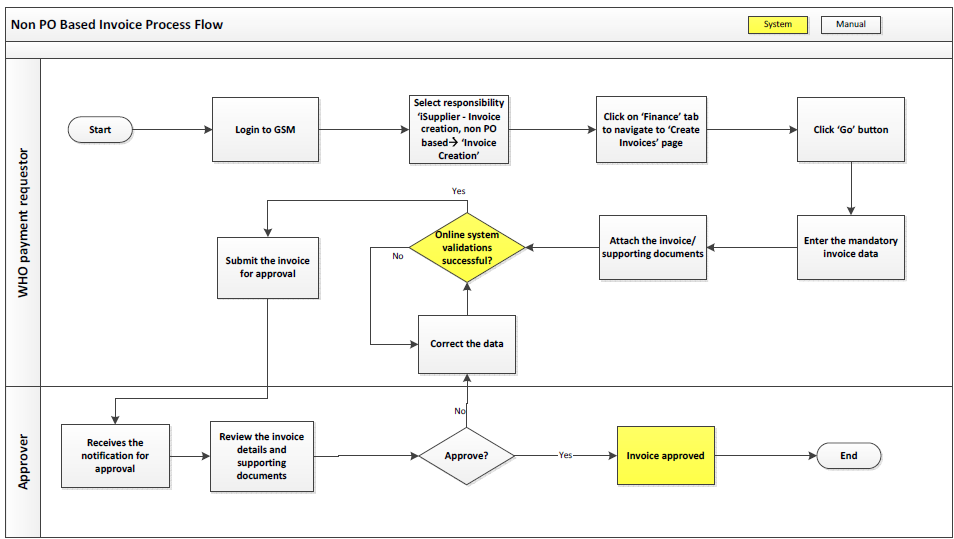 Non PO Based Invoice Process Flow
System
Manual
WHO payment requestor
Start
Login to GSM
Select responsibility
‘iSupplier - Invoice
creation, non PO
based→ ‘Invoice
Creation’
Click on ‘Finance’ tab
to navigate to ‘Create
Invoices’ page
Click ‘Go’ button
Enter the mandatory
invoice data
Attach the invoice/
supporting documents
Online system
validations
successful?
Yes
No
Submit the invoice
for approval
Correct the data
Approver
Receives the
notification for
approval
Review the invoice
details and
supporting
documents
Approve?
No
Yes
Invoice approved
End